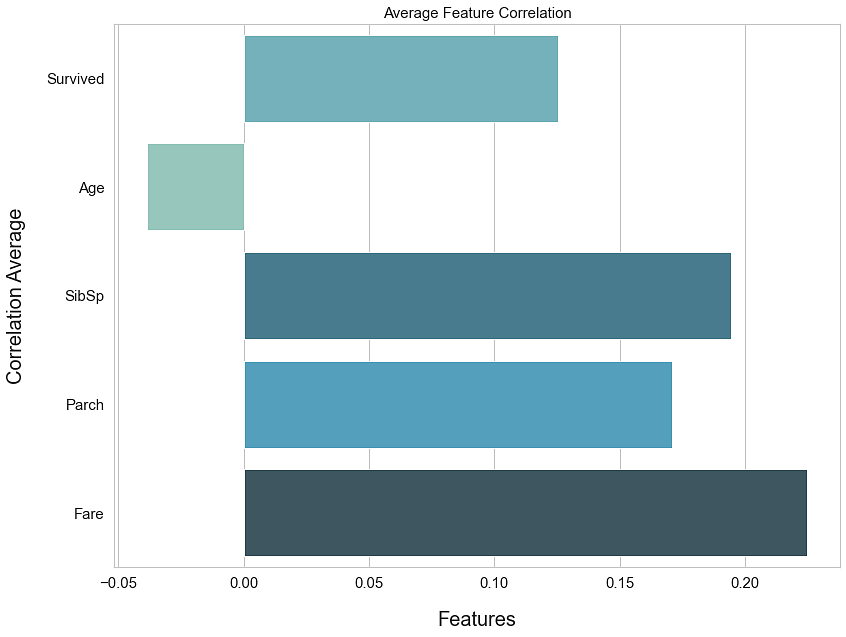 Average Feature Correlation
Survived
Age
SibSp
Parch
Fare
Correlation Average
−0.05 0.00 0.05 0.10 0.15 0.20
Features